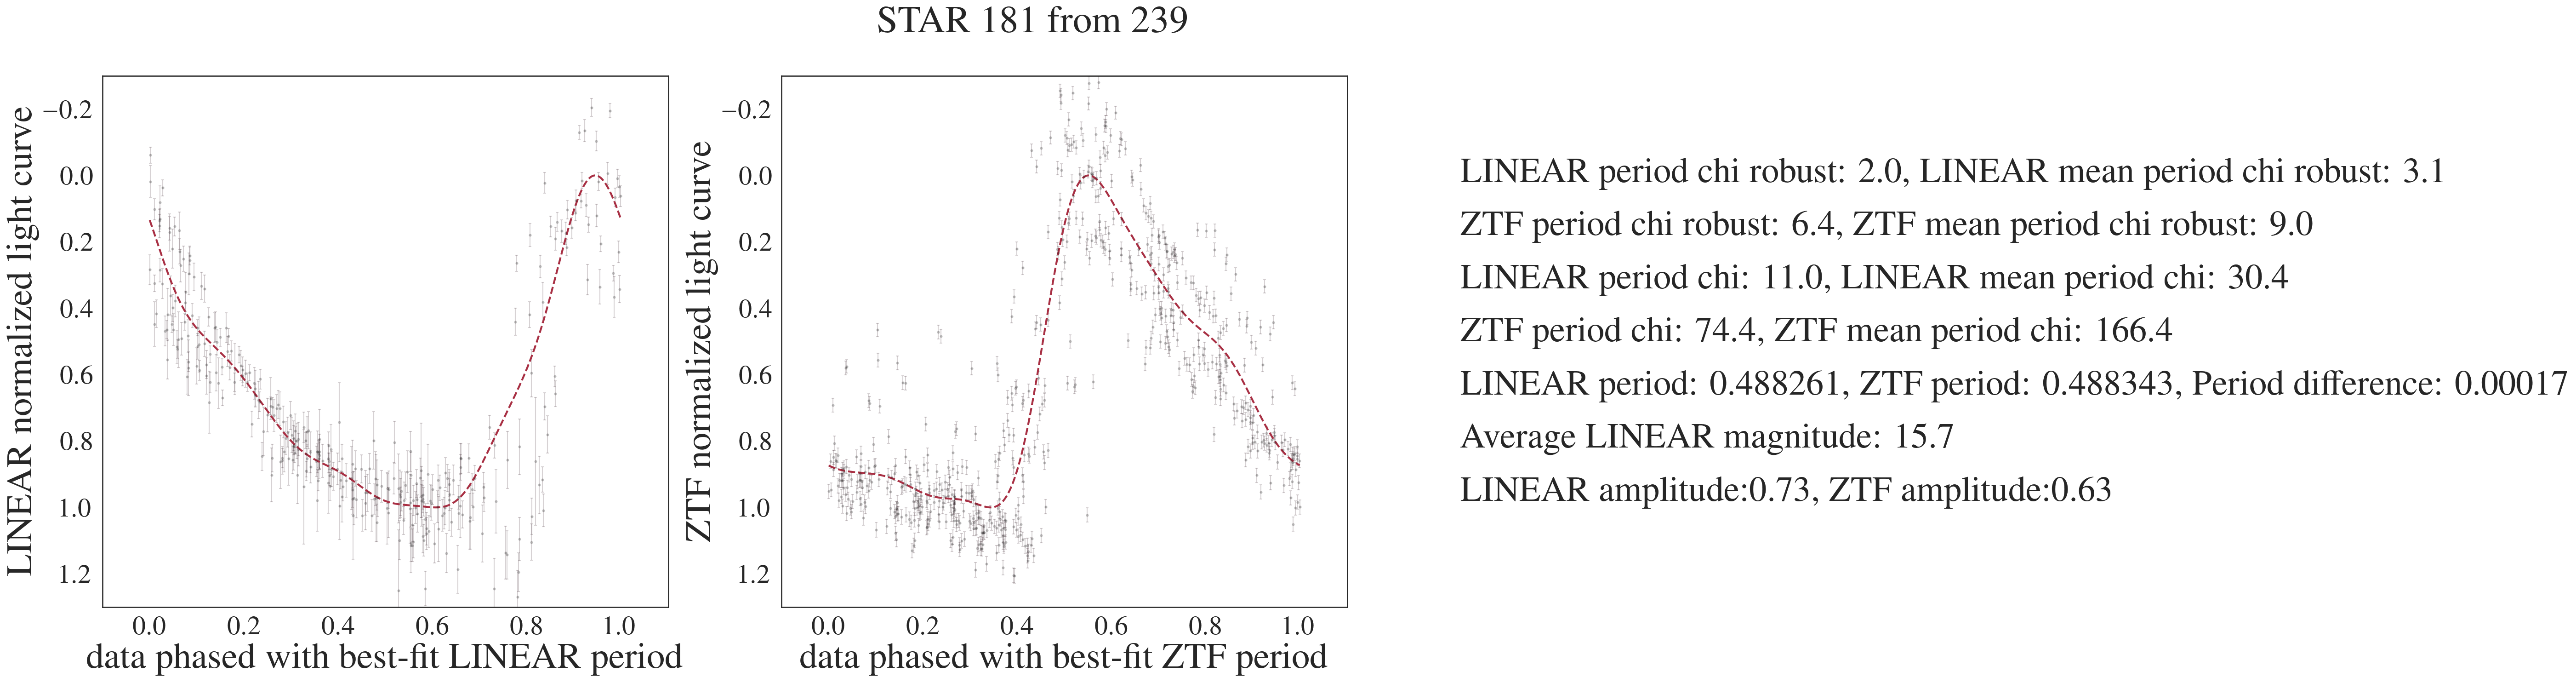 STAR 181 from 239
LINEAR normalized light curve
−0.2
0.0
0.2
0.4
0.6
0.8
1.0
1.2
0.0 0.2 0.4 0.6 0.8 1.0
data phased with best-fit LINEAR period
ZTF normalized light curve
−0.2
0.0
0.2
0.4
0.6
0.8
1.0
1.2
0.0 0.2 0.4 0.6 0.8 1.0
data phased with best-fit ZTF period
LINEAR period chi robust: 2.0, LINEAR mean period chi robust: 3.1
ZTF period chi robust: 6.4, ZTF mean period chi robust: 9.0
LINEAR period chi: 11.0, LINEAR mean period chi: 30.4
ZTF period chi: 74.4, ZTF mean period chi: 166.4
LINEAR period: 0.488261, ZTF period: 0.488343, Period difference: 0.00017
Average LINEAR magnitude: 15.7
LINEAR amplitude:0.73, ZTF amplitude:0.63